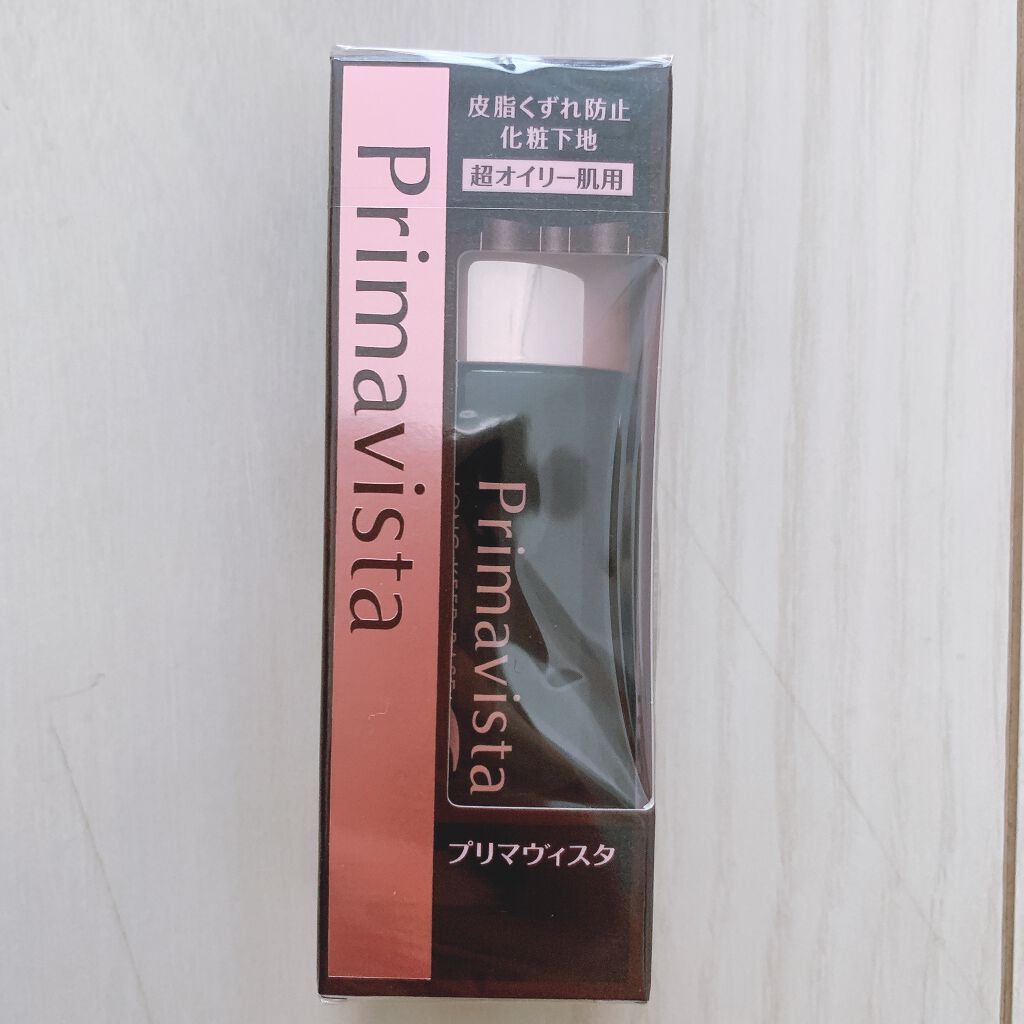 皮脂くずれ防止
化粧下地
超オイリー肌用
Primavista
Primavista
プリマヴィスタ